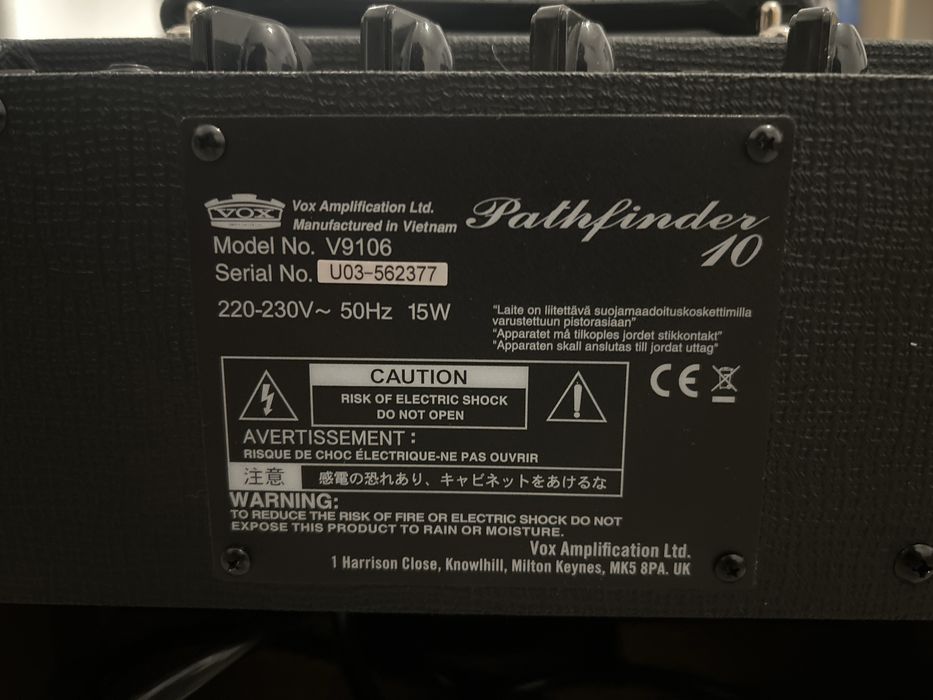 VOX
Vox Amplification Ltd.
Manufactured in Vietnam
Pathfinder
10
Model No. V9106
Serial No. U03-562377
220-230V~ 50Hz 15W
"Laite on liitettävä suojamaadoituskoskettimilla
varustettuun pistorasiaan"
"Apparatet må tilkoples jordet stikkontakt"
"Apparaten skall anslutas till jordat uttag"
CE
CAUTION
RISK OF ELECTRIC SHOCK
DO NOT OPEN
AVERTISSEMENT :
RISQUE DE CHOC ÉLECTRIQUE-NE PAS OUVRIR
注意 感電の恐れあり、キャビネットをあけるな
WARNING:
TO REDUCE THE RISK OF FIRE OR ELECTRIC SHOCK DO NOT
EXPOSE THIS PRODUCT TO RAIN OR MOISTURE.
Vox Amplification Ltd.
1 Harrison Close, Knowlhill, Milton Keynes, MK5 8PA. UK